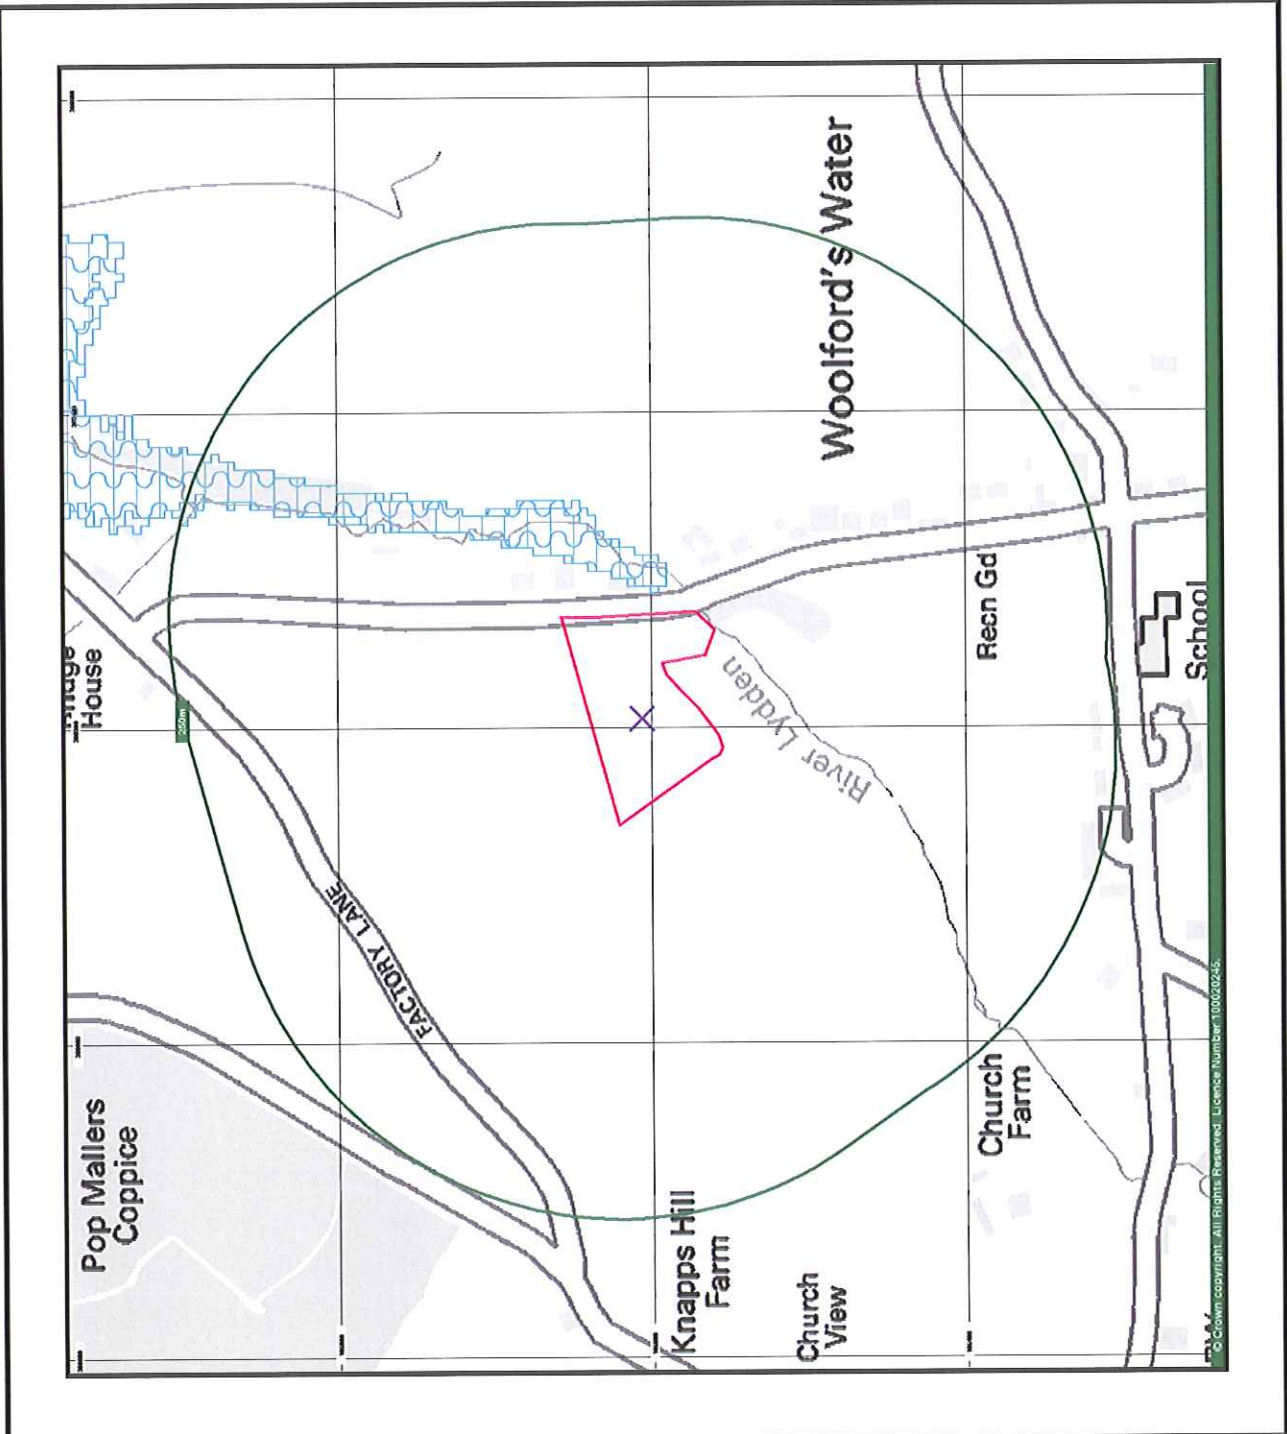 Woolford's Water
House
250m
FACTORY LANE
River Lydden
Recn Gd
School
Pop Mallers
Coppice
Knapps Hill
Farm
Church
View
Church
Farm
© Crown copyright. All Rights Reserved. Licence Number 100020245.